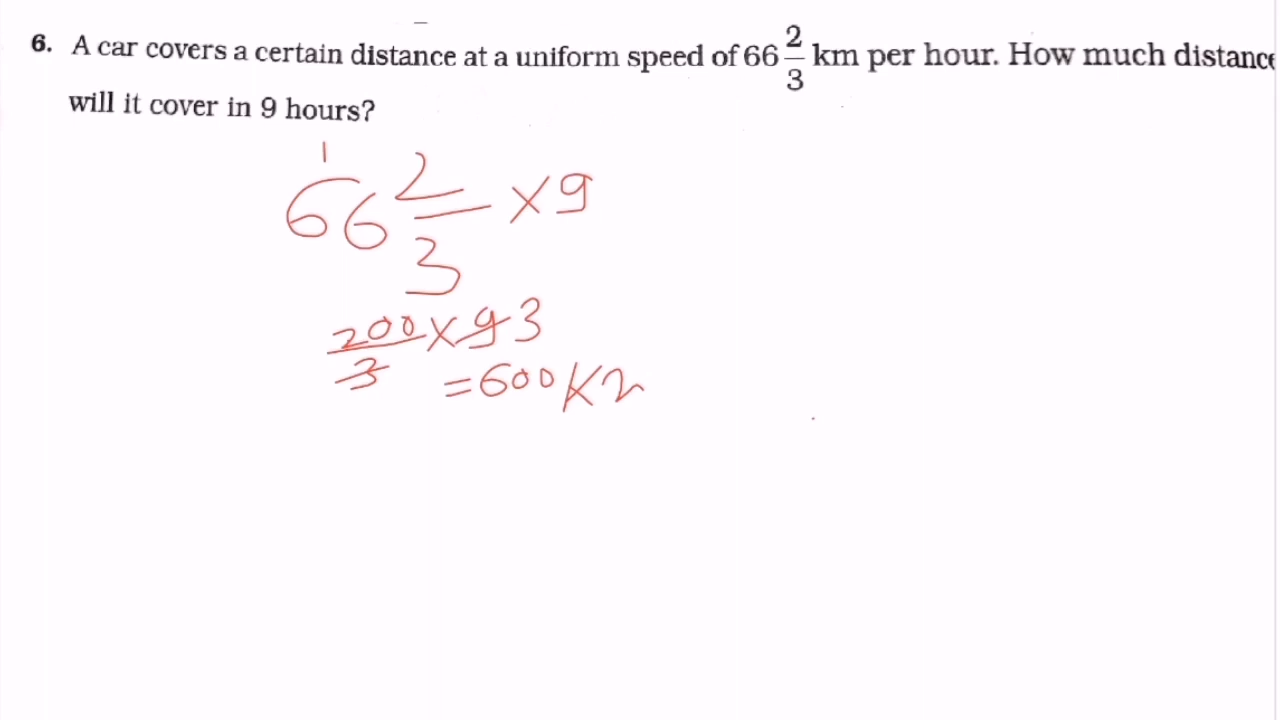 6. A car covers a certain distance at a uniform speed of 66 2/3 km per hour. How much distance
will it cover in 9 hours?
1
66 2/3 × 9
200/3 × 9 3
= 600 K